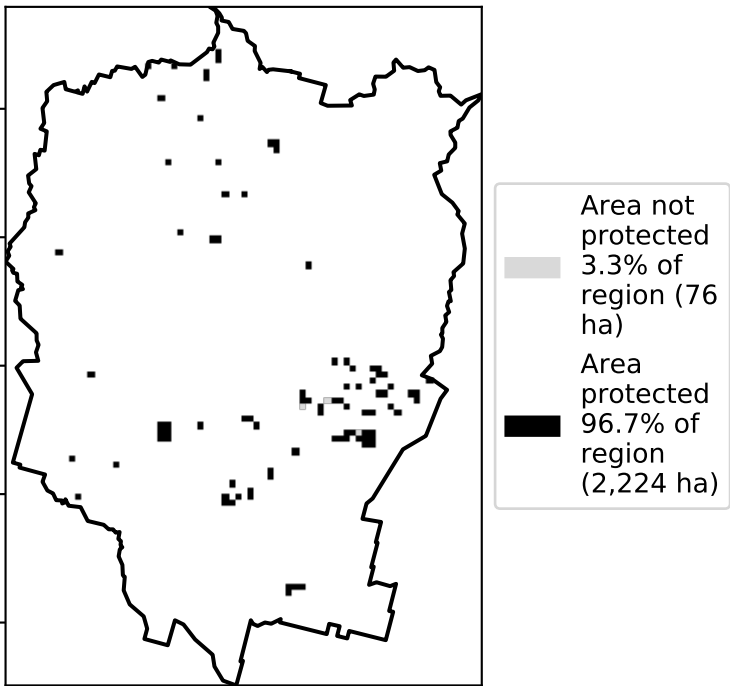 Area not
protected
3.3% of
region (76
ha)
Area
protected
96.7% of
region
(2,224 ha)